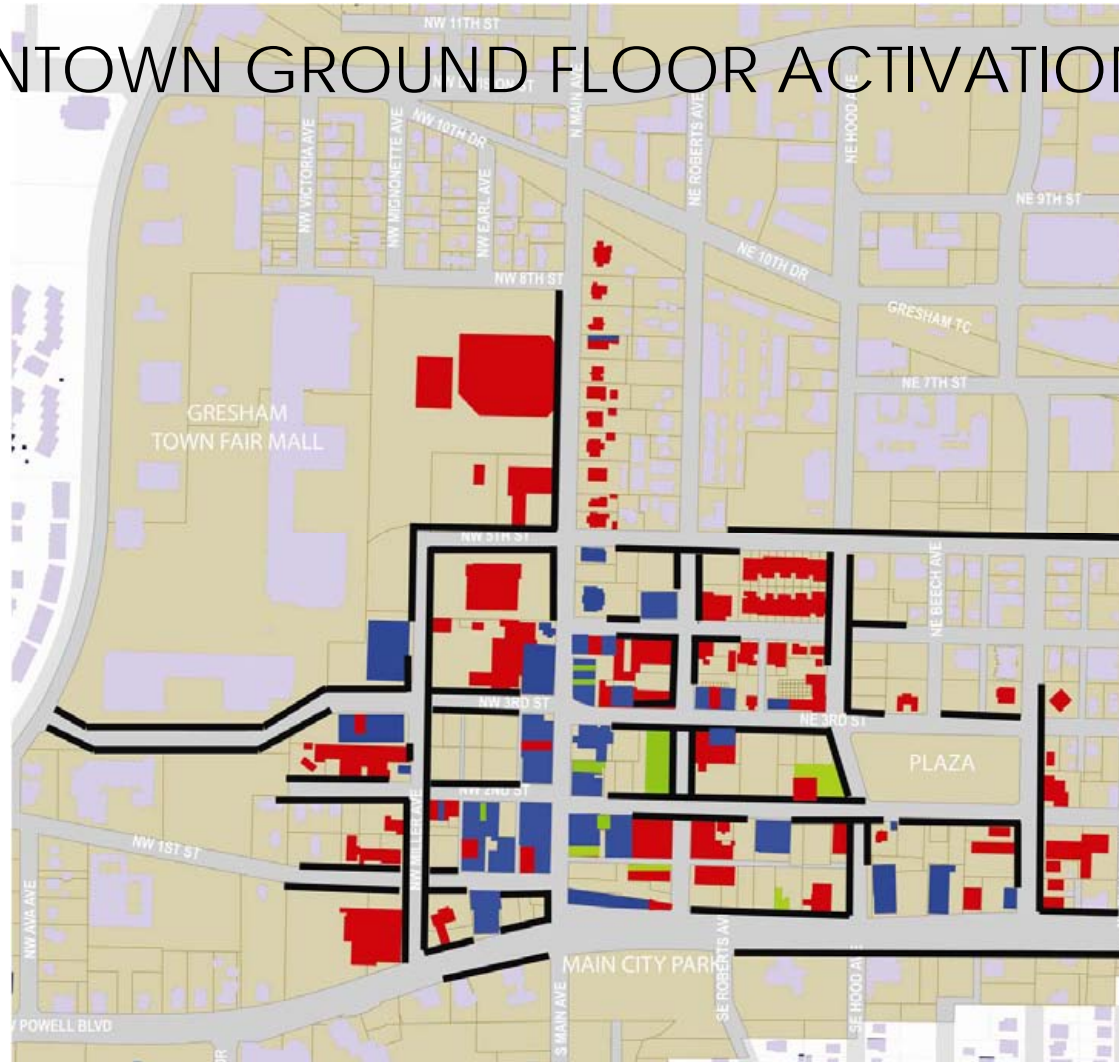 NW 11TH ST
NTOWN GROUND FLOOR ACTIVATION
N MAIN AVE
NW 10TH DR
NE HOOD AVE
NE ROBERTS AVE
NW VICTORIA AVE
NW MIGNONETTE AVE
NW EARL AVE
NE 9TH ST
NE 10TH DR
NW 8TH ST
GRESHAM TC
NE 7TH ST
GRESHAM
TOWN FAIR MALL
NW 5TH ST
NE BEECH AVE
NW 3RD ST
NE 3RD ST
PLAZA
NW 2ND ST
NW MILLER AVE
NW 1ST ST
NW AVA AVE
MAIN CITY PARK
SE ROBERTS AV
SE HOOD AVE
S MAIN AVE
POWELL BLVD
DR